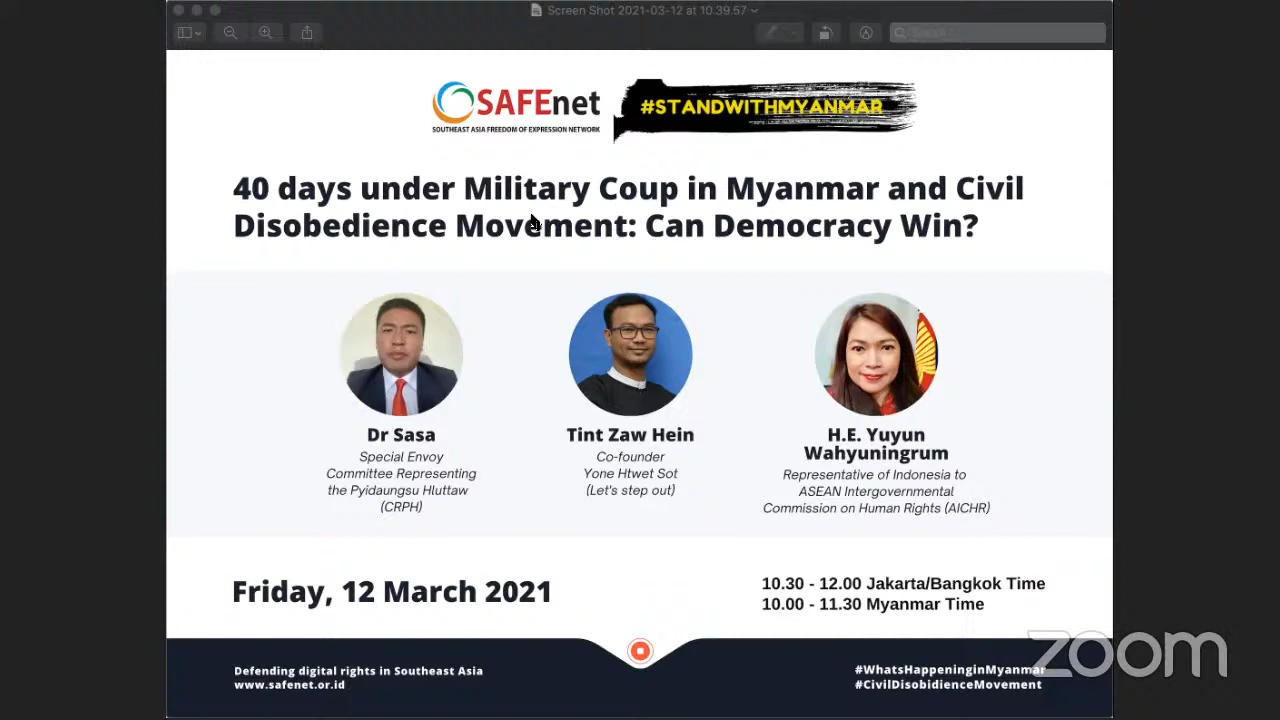 Screen Shot 2021-03-12 at 10.39.57
SAFEnet
SOUTHEAST ASIA FREEDOM OF EXPRESSION NETWORK
#STANDWITHMYANMAR
40 days under Military Coup in Myanmar and Civil
Disobedience Movement: Can Democracy Win?
Dr Sasa
Special Envoy
Committee Representing
the Pyidaungsu Hluttaw
(CRPH)
Tint Zaw Hein
Co-founder
Yone Htwet Sot
(Let's step out)
H.E. Yuyun
Wahyuningrum
Representative of Indonesia to
ASEAN Intergovernmental
Commission on Human Rights (AICHR)
Friday, 12 March 2021
10.30 - 12.00 Jakarta/Bangkok Time
10.00 - 11.30 Myanmar Time
Defending digital rights in Southeast Asia
www.safenet.or.id
#WhatsHappeninginMyanmar
#CivilDisobidienceMovement
zoom